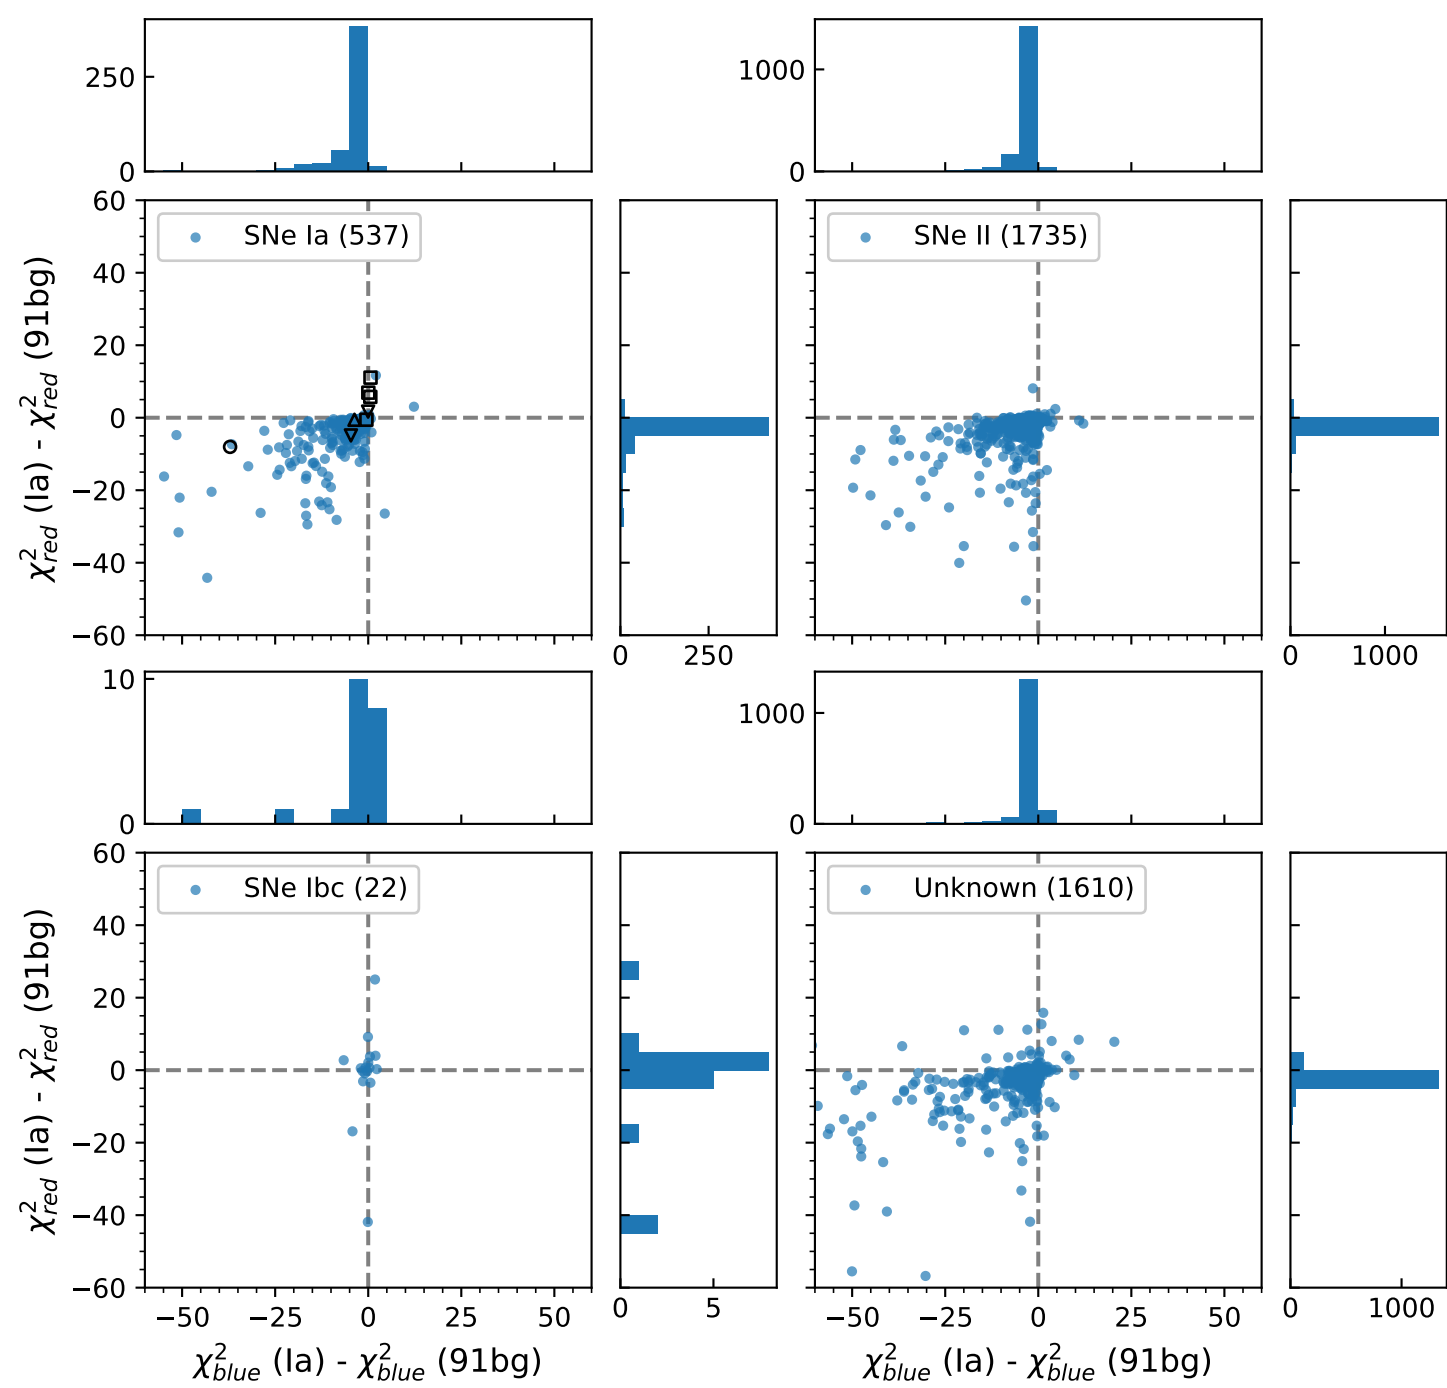 250
0
1000
0
SNe Ia (537)
SNe II (1735)
60
40
20
0
−20
−40
−60
χ²red (Ia) - χ²red (91bg)
0 250
0 1000
10
0
1000
0
SNe Ibc (22)
Unknown (1610)
60
40
20
0
−20
−40
−60
χ²red (Ia) - χ²red (91bg)
−50 −25 0 25 50
0 5
−50 −25 0 25 50
0 1000
χ²blue (Ia) - χ²blue (91bg)
χ²blue (Ia) - χ²blue (91bg)